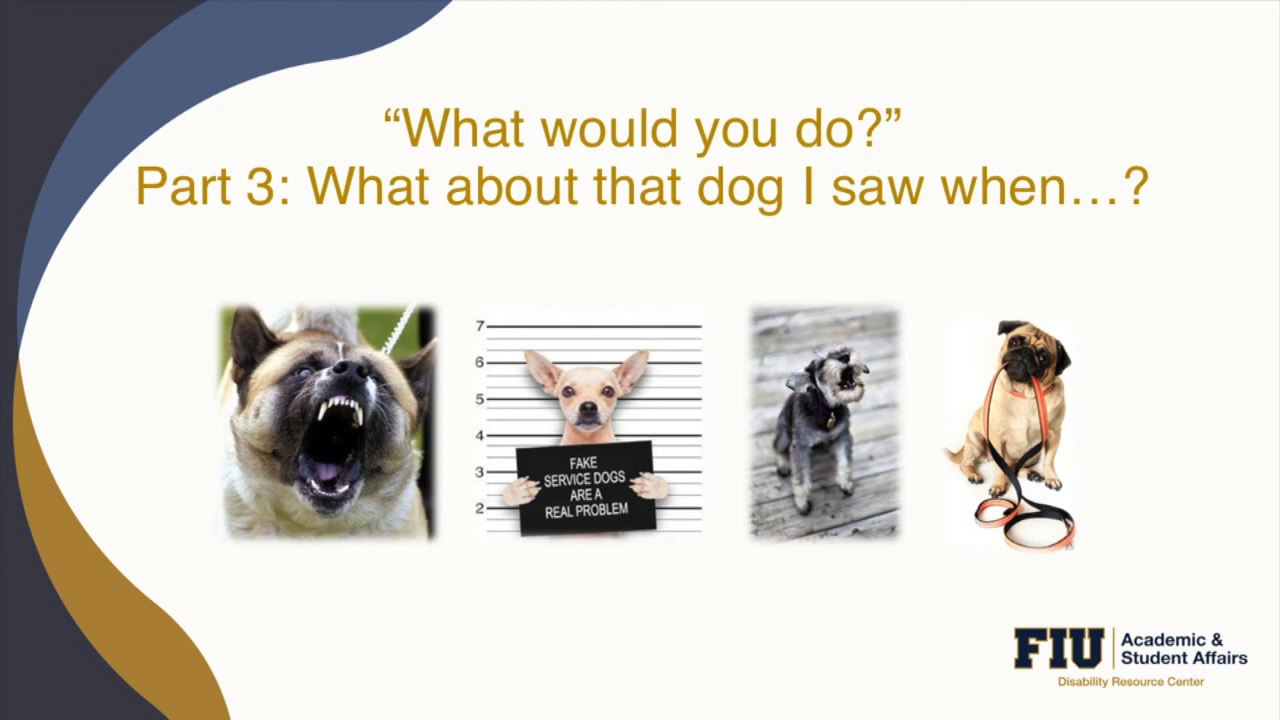 “What would you do?”
Part 3: What about that dog I saw when…?
7
6
5
4
3
2
FAKE
SERVICE DOGS
ARE A
REAL PROBLEM
FIU
Academic &
Student Affairs
Disability Resource Center